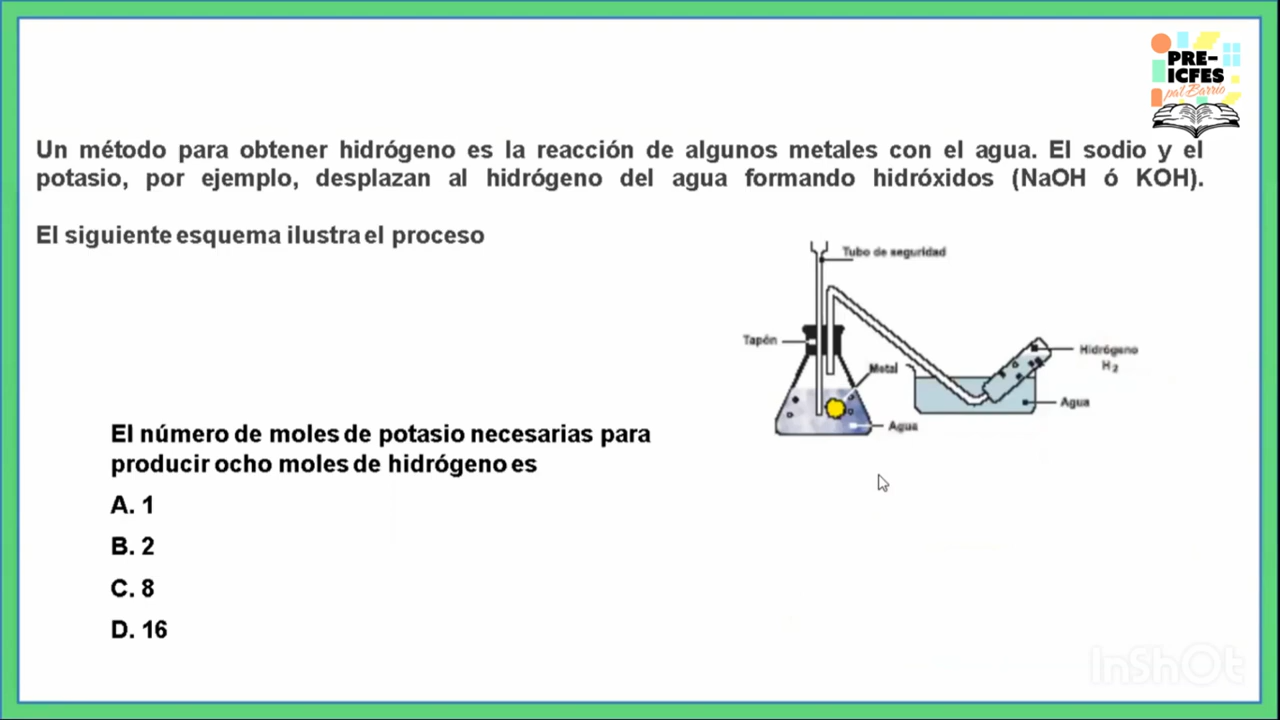 PRE-
ICFES
pa'l Barrio
Un método para obtener hidrógeno es la reacción de algunos metales con el agua. El sodio y el
potasio, por ejemplo, desplazan al hidrógeno del agua formando hidróxidos (NaOH ó KOH).
El siguiente esquema ilustra el proceso
Tubo de seguridad
Tapón
Metal
Hidrógeno
H2
Agua
Agua
El número de moles de potasio necesarias para
producir ocho moles de hidrógeno es
A. 1
B. 2
C. 8
D. 16
InShOt